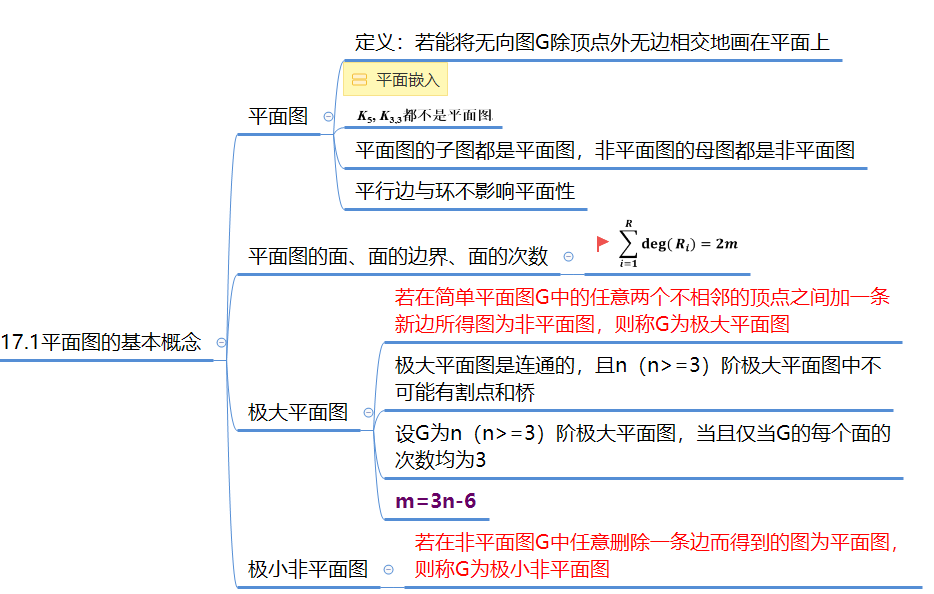 17.1平面图的基本概念
平面图
定义：若能将无向图G除顶点外无边相交地画在平面上
平面嵌入
K₅, K₃,₃都不是平面图
平面图的子图都是平面图，非平面图的母图都是非平面图
平行边与环不影响平面性
平面图的面、面的边界、面的次数
∑_{i=1}^{R} deg(Rᵢ) = 2m
极大平面图
若在简单平面图G中的任意两个不相邻的顶点之间加一条
新边所得图为非平面图，则称G为极大平面图
极大平面图是连通的，且n（n>=3）阶极大平面图中不
可能有割点和桥
设G为n（n>=3）阶极大平面图，当且仅当G的每个面的
次数均为3
m=3n-6
极小非平面图
若在非平面图G中任意删除一条边而得到的图为平面图，
则称G为极小非平面图